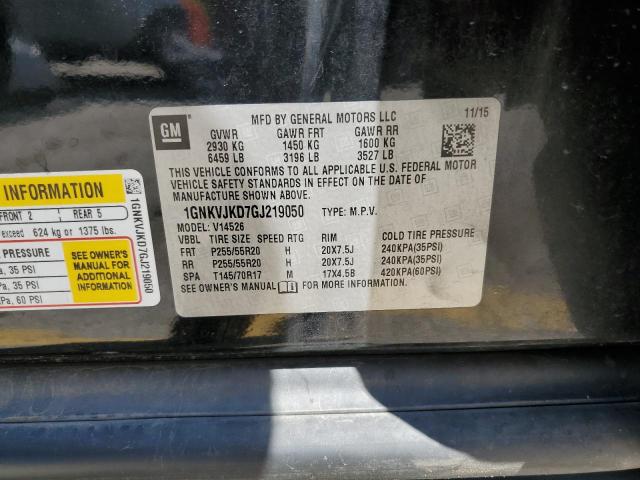 GM
MFD BY GENERAL MOTORS LLC 11/15
GVWR GAWR FRT GAWR RR
2930 KG 1450 KG 1600 KG
6459 LB 3196 LB 3527 LB
THIS VEHICLE CONFORMS TO ALL APPLICABLE U.S. FEDERAL MOTOR
VEHICLE SAFETY STANDARDS IN EFFECT ON THE DATE OF
MANUFACTURE SHOWN ABOVE.
1GNKVJKD7GJ219050 TYPE: M.P.V.
MODEL: V14526
VBBL TIRE SIZE SPEED RTG RIM COLD TIRE PRESSURE
FRT P255/55R20 H 20X7.5J 240KPA(35PSI)
RR P255/55R20 H 20X7.5J 240KPA(35PSI)
SPA T145/70R17 M 17X4.5B 420KPA(60PSI)
SEE OWNER'S MANUAL FOR MORE INFORMATION.
INFORMATION
FRONT 2 REAR 5
exceed 624 kg or 1375 lbs.
PRESSURE
35 PSI
35 PSI
60 PSI
SEE OWNER'S
MANUAL FOR
ADDITIONAL
INFORMATION
1GNKVJKD7GJ219050